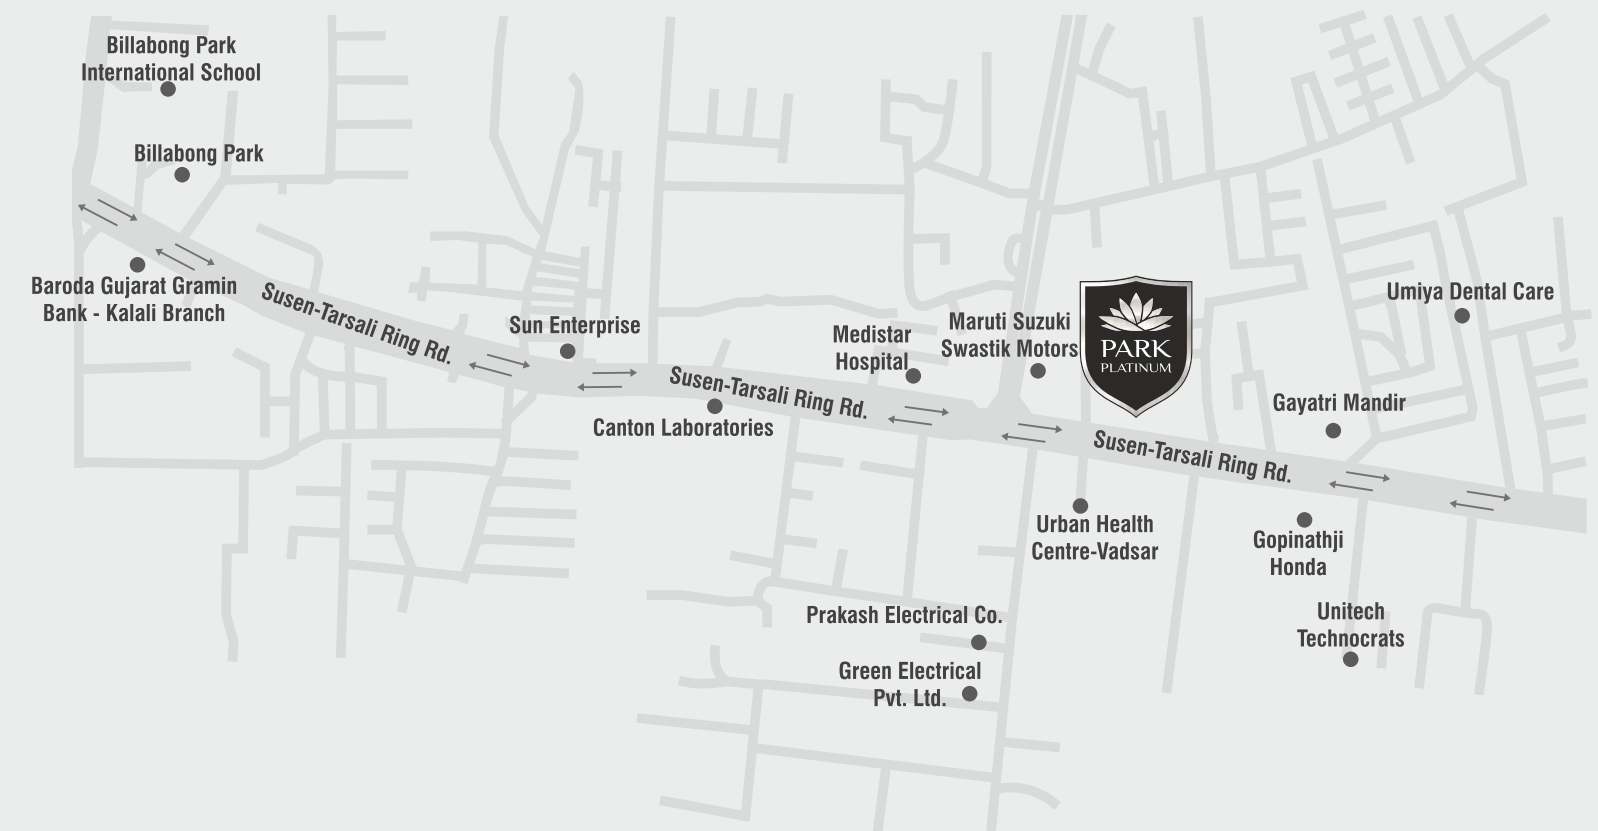 Billabong Park
International School
Billabong Park
Baroda Gujarat Gramin
Bank - Kalali Branch
Susen-Tarsali Ring Rd.
Sun Enterprise
Canton Laboratories
Susen-Tarsali Ring Rd.
Medistar
Hospital
Maruti Suzuki
Swastik Motors
PARK
PLATINUM
Umiya Dental Care
Gayatri Mandir
Susen-Tarsali Ring Rd.
Urban Health
Centre-Vadsar
Gopinathji
Honda
Prakash Electrical Co.
Green Electrical
Pvt. Ltd.
Unitech
Technocrats